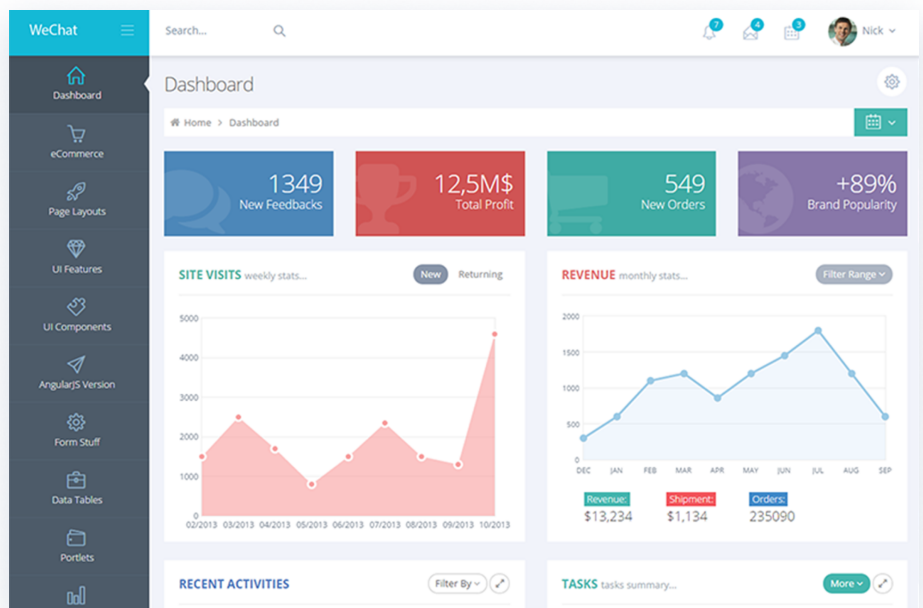 WeChat
Search...
7
4
3
Nick
Dashboard
eCommerce
Page Layouts
UI Features
UI Components
AngularJS Version
Form Stuff
Data Tables
Portlets
Dashboard
Home > Dashboard
1349
New Feedbacks
12,5M$
Total Profit
549
New Orders
+89%
Brand Popularity
SITE VISITS weekly stats...
New
Returning
5000
4000
3000
2000
1000
0
02/2013 03/2013 04/2013 05/2013 06/2013 07/2013 08/2013 09/2013 10/2013
REVENUE monthly stats...
Filter Range
2000
1500
1000
500
0
DEC JAN FEB MAR APR MAY JUN JUL AUG SEP
Revenue: Shipment: Orders:
$13,234 $1,134 235090
RECENT ACTIVITIES
Filter By
TASKS tasks summary...
More